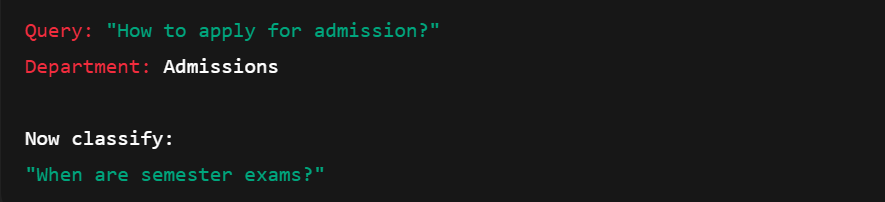 Query: "How to apply for admission?"
Department: Admissions
Now classify:
"When are semester exams?"